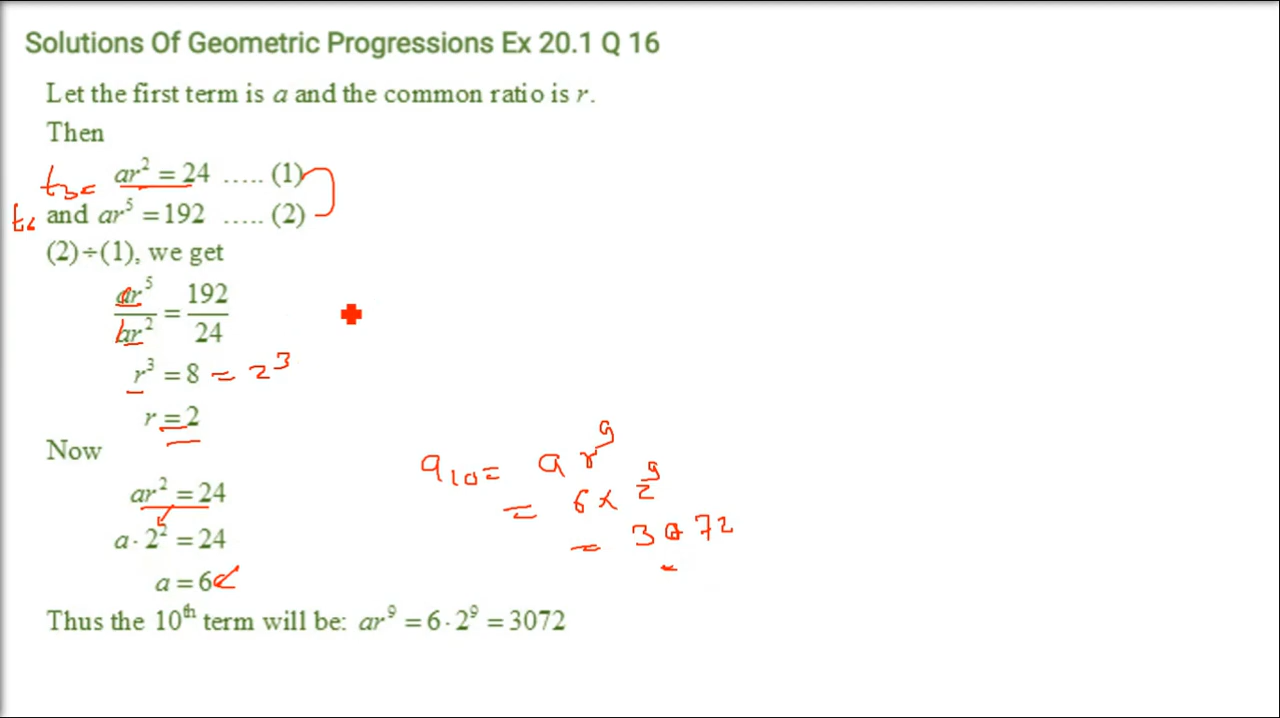 Solutions Of Geometric Progressions Ex 20.1 Q 16
Let the first term is a and the common ratio is r.
Then
t₃= ar² = 24 ..... (1)
t₆ and ar⁵ = 192 ..... (2)
(2)÷(1), we get
ar⁵/ar² = 192/24
r³ = 8 = 2³
r = 2
Now
ar² = 24
a · 2² = 24
a = 6
a₁₀= a r⁹
= 6 × 2⁹
= 3072
Thus the 10th term will be: ar⁹ = 6 · 2⁹ = 3072